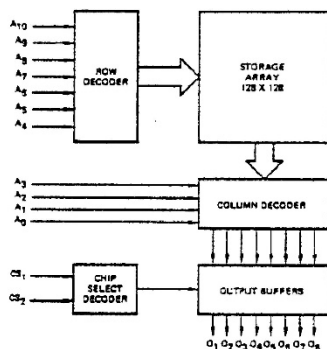 A10
A9
A8
A7
A6
A5
A4
ROW
DECODER
STORAGE
ARRAY
128 X 128
A3
A2
A1
A0
COLUMN DECODER
CS1
CS2
CHIP
SELECT
DECODER
OUTPUT BUFFERS
O1 O2 O3 O4 O5 O6 O7 O8